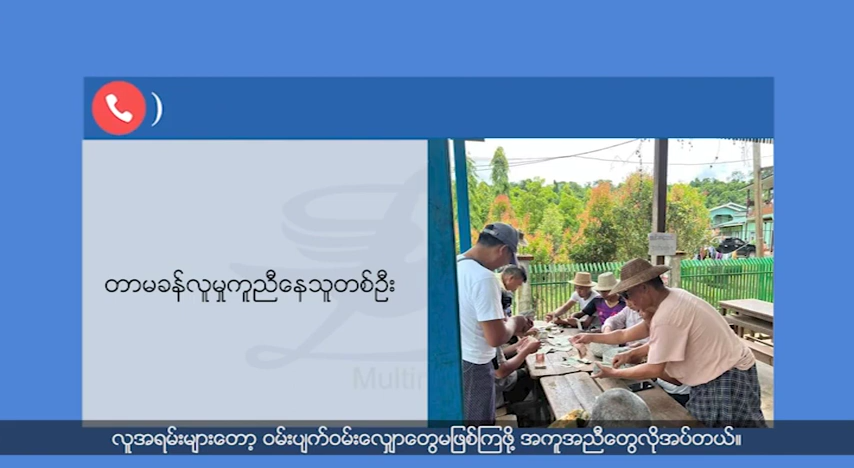 တာမခန်လူမှုကူညီနေသူတစ်ဦး
လူအရမ်းများတော့ ဝမ်းပျက်ဝမ်းလျှောတွေမဖြစ်ကြဖို့ အကူအညီတွေလိုအပ်တယ်။